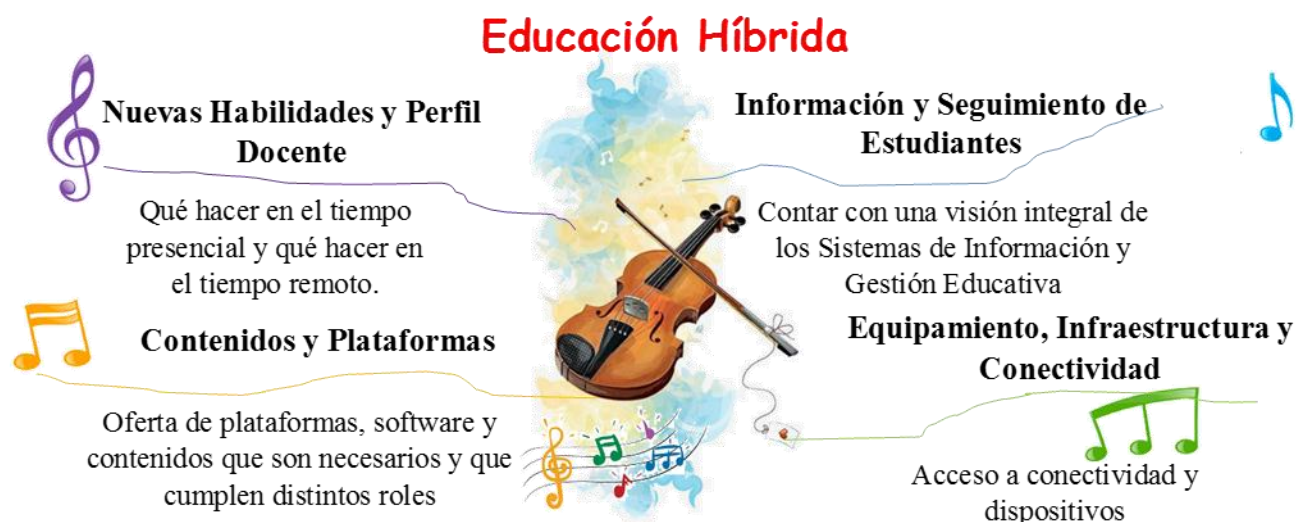 Educación Híbrida
Nuevas Habilidades y Perfil
Docente
Qué hacer en el tiempo
presencial y qué hacer en
el tiempo remoto.
Contenidos y Plataformas
Oferta de plataformas, software y
contenidos que son necesarios y que
cumplen distintos roles
Información y Seguimiento de
Estudiantes
Contar con una visión integral de
los Sistemas de Información y
Gestión Educativa
Equipamiento, Infraestructura y
Conectividad
Acceso a conectividad y
dispositivos